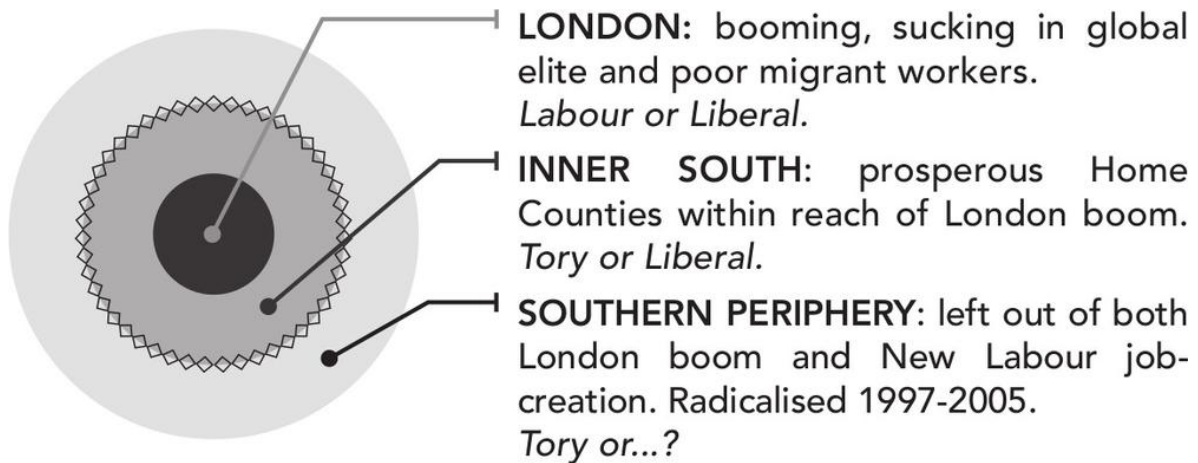 LONDON: booming, sucking in global
elite and poor migrant workers.
Labour or Liberal.
INNER SOUTH: prosperous Home
Counties within reach of London boom.
Tory or Liberal.
SOUTHERN PERIPHERY: left out of both
London boom and New Labour job-
creation. Radicalised 1997-2005.
Tory or...?